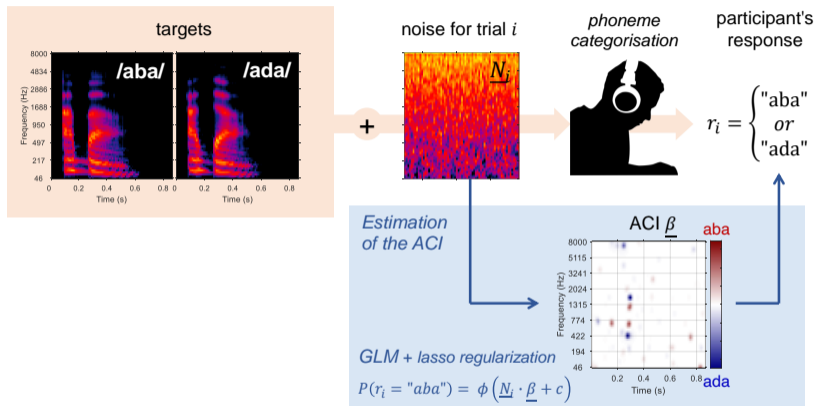 targets
/aba/
/ada/
Frequency (Hz)
8000
4834
2886
1688
950
497
217
46
0 0.2 0.4 0.6 0.8
Time (s)
0 0.2 0.4 0.6 0.8
Time (s)
+
noise for trial i
N_i
phoneme
categorisation
participant's
response
r_i = { "aba"
or
"ada"
Estimation
of the ACI
ACI β
aba
Frequency (Hz)
8000
5115
3241
2024
1315
774
422
194
46
0.2 0.4 0.6 0.8
Time (s)
ada
GLM + lasso regularization
P(r_i = "aba") = ϕ(N_i · β + c)